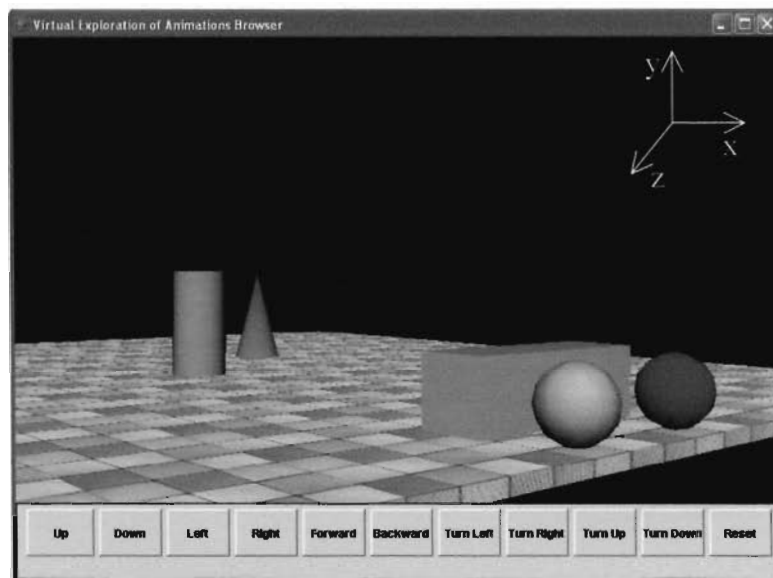 Virtual Exploration of Animations Browser
y
x
z
Up Down Left Right Forward Backward Turn Left Turn Right Turn Up Turn Down Reset